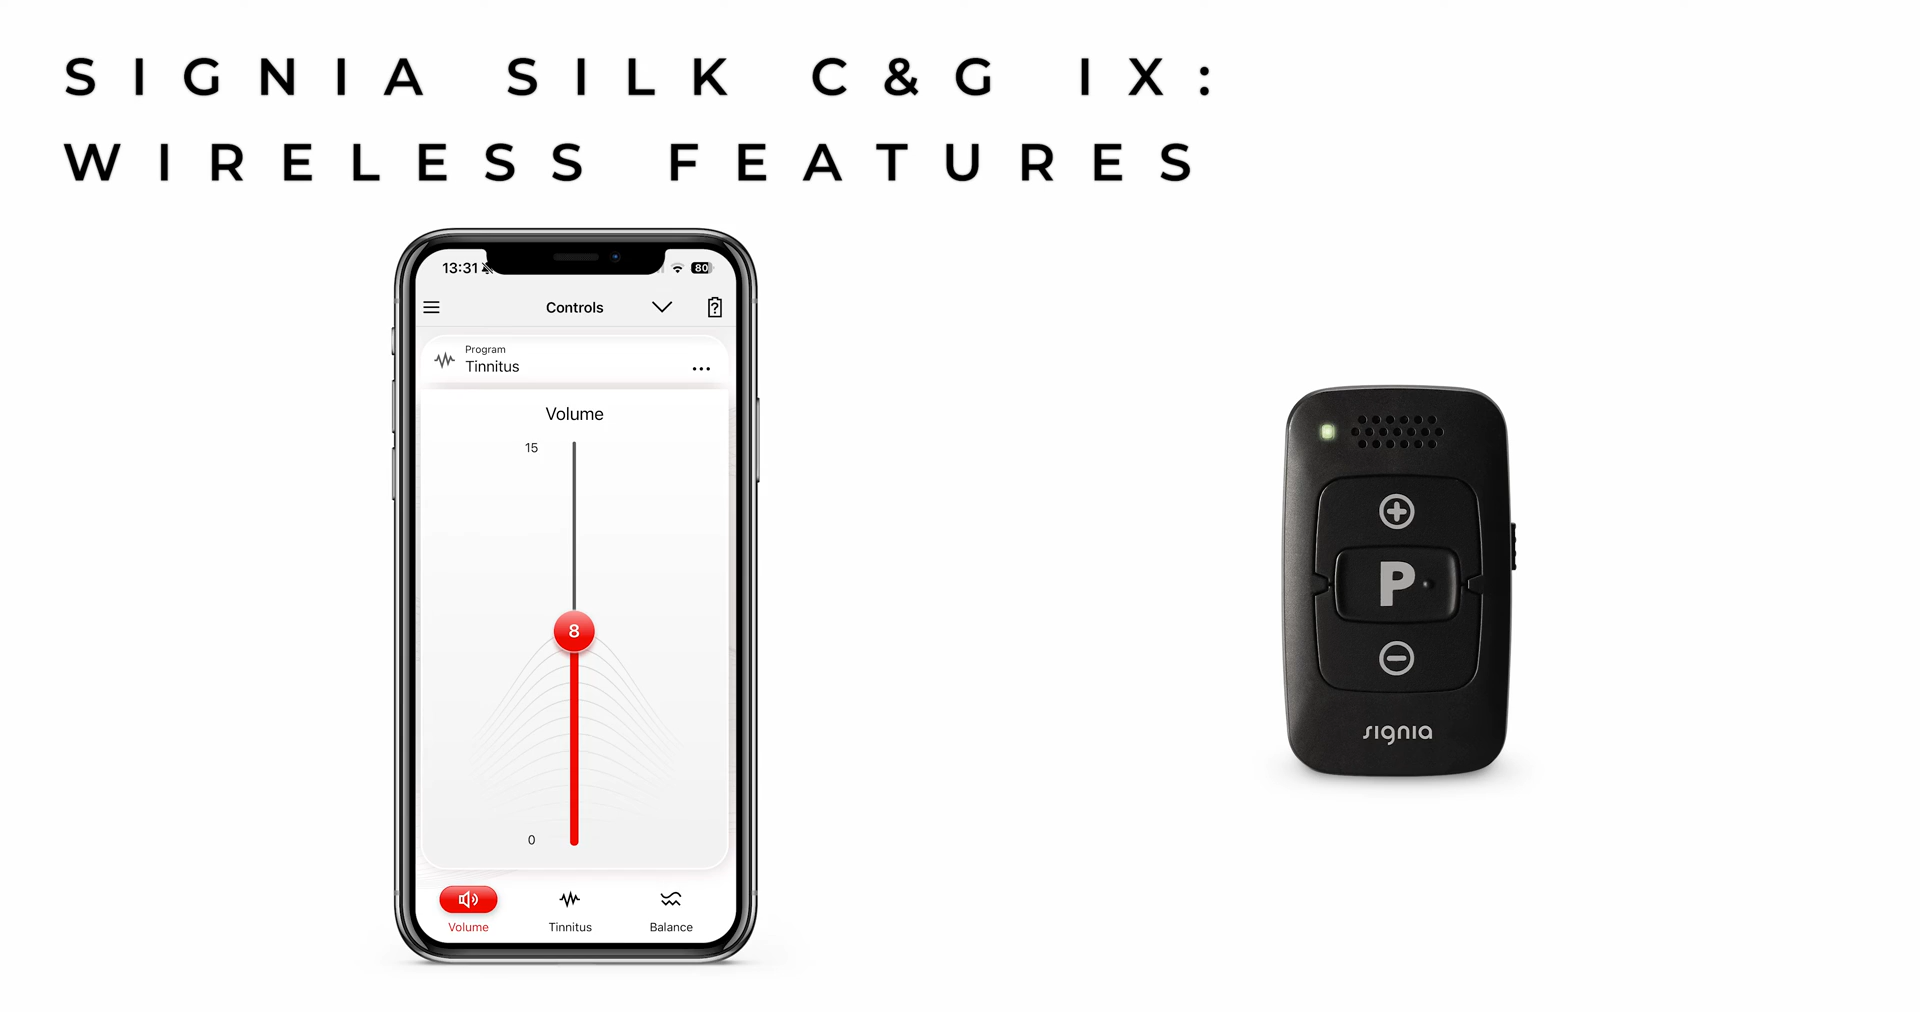 SIGNIA SILK C&G IX:
WIRELESS FEATURES
13:31
80
Controls
Program
Tinnitus
Volume
15
8
0
Volume
Tinnitus
Balance
P
signia